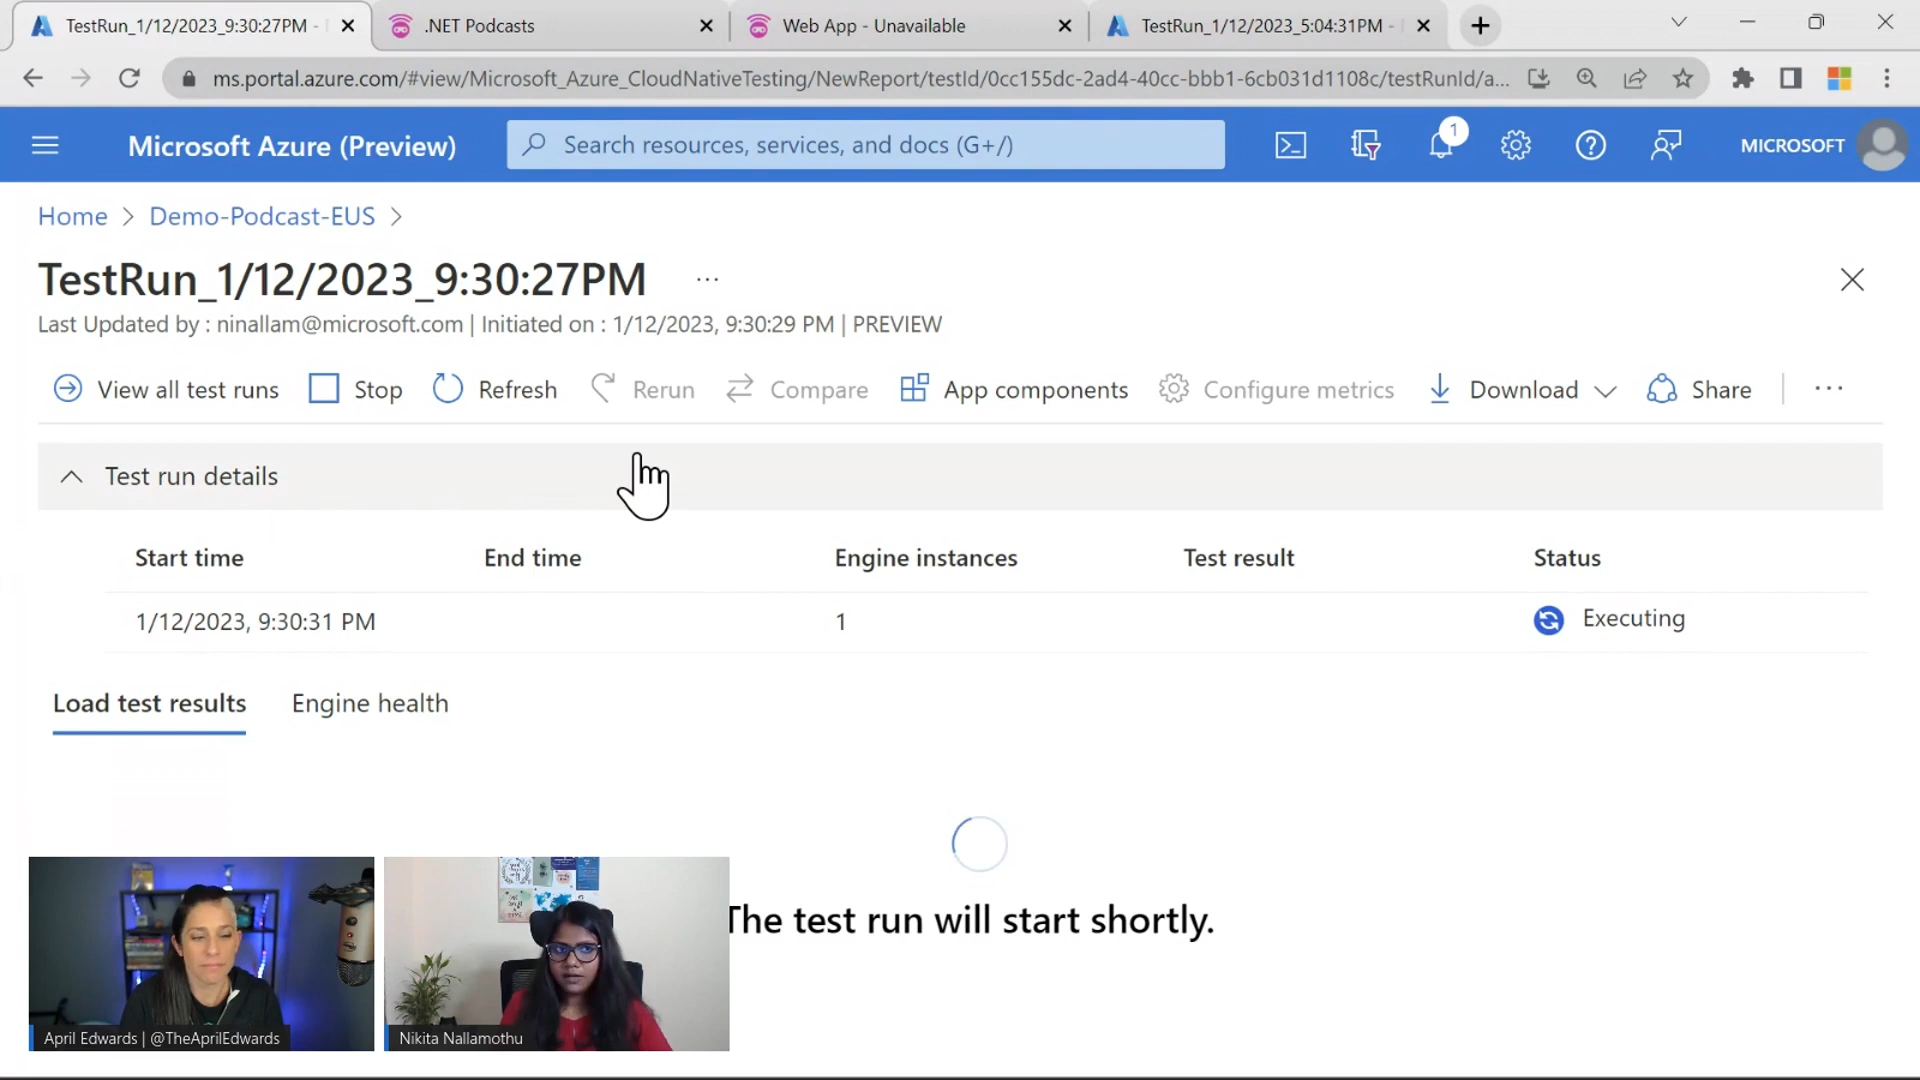 TestRun_1/12/2023_9:30:27PM -
.NET Podcasts
Web App - Unavailable
TestRun_1/12/2023_5:04:31PM -
ms.portal.azure.com/#view/Microsoft_Azure_CloudNativeTesting/NewReport/testId/0cc155dc-2ad4-40cc-bbb1-6cb031d1108c/testRunId/a...
Microsoft Azure (Preview)
Search resources, services, and docs (G+/)
1
MICROSOFT
Home > Demo-Podcast-EUS >
TestRun_1/12/2023_9:30:27PM ...
Last Updated by : ninallam@microsoft.com | Initiated on : 1/12/2023, 9:30:29 PM | PREVIEW
View all test runs Stop Refresh Rerun Compare App components Configure metrics Download Share ...
Test run details
Start time End time Engine instances Test result Status
1/12/2023, 9:30:31 PM 1 Executing
Load test results Engine health
The test run will start shortly.
April Edwards | @TheAprilEdwards
Nikita Nallamothu